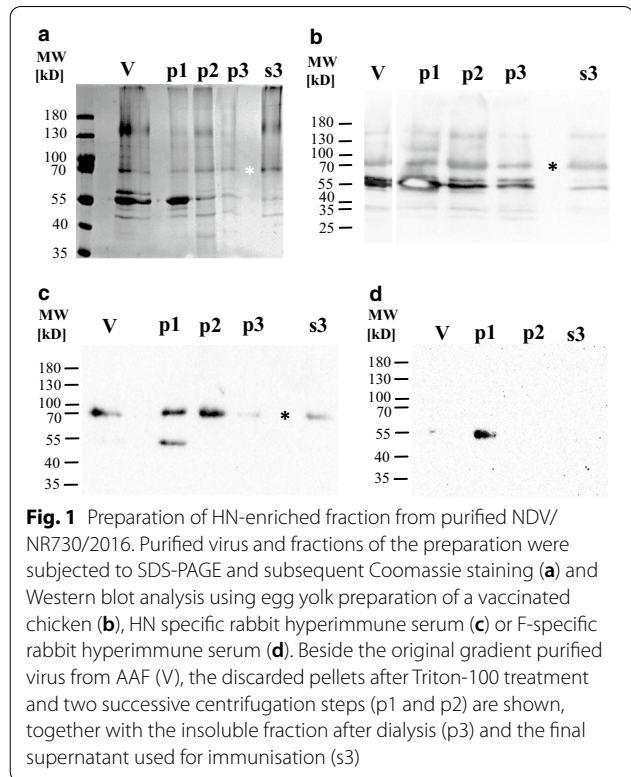 a
MW
[kD]
V p1 p2 p3 s3
180
130
100
70
*
55
40
35
b
MW
[kD]
V p1 p2 p3 s3
180
130
100
70
*
55
40
35
25
c
MW
[kD]
V p1 p2 p3 s3
180
130
100
70
*
55
40
35
d
MW
[kD]
V p1 p2 s3
180
130
100
70
55
40
35
Fig. 1 Preparation of HN-enriched fraction from purified NDV/
NR730/2016. Purified virus and fractions of the preparation were
subjected to SDS-PAGE and subsequent Coomassie staining (a) and
Western blot analysis using egg yolk preparation of a vaccinated
chicken (b), HN specific rabbit hyperimmune serum (c) or F-specific
rabbit hyperimmune serum (d). Beside the original gradient purified
virus from AAF (V), the discarded pellets after Triton-100 treatment
and two successive centrifugation steps (p1 and p2) are shown,
together with the insoluble fraction after dialysis (p3) and the final
supernatant used for immunisation (s3)